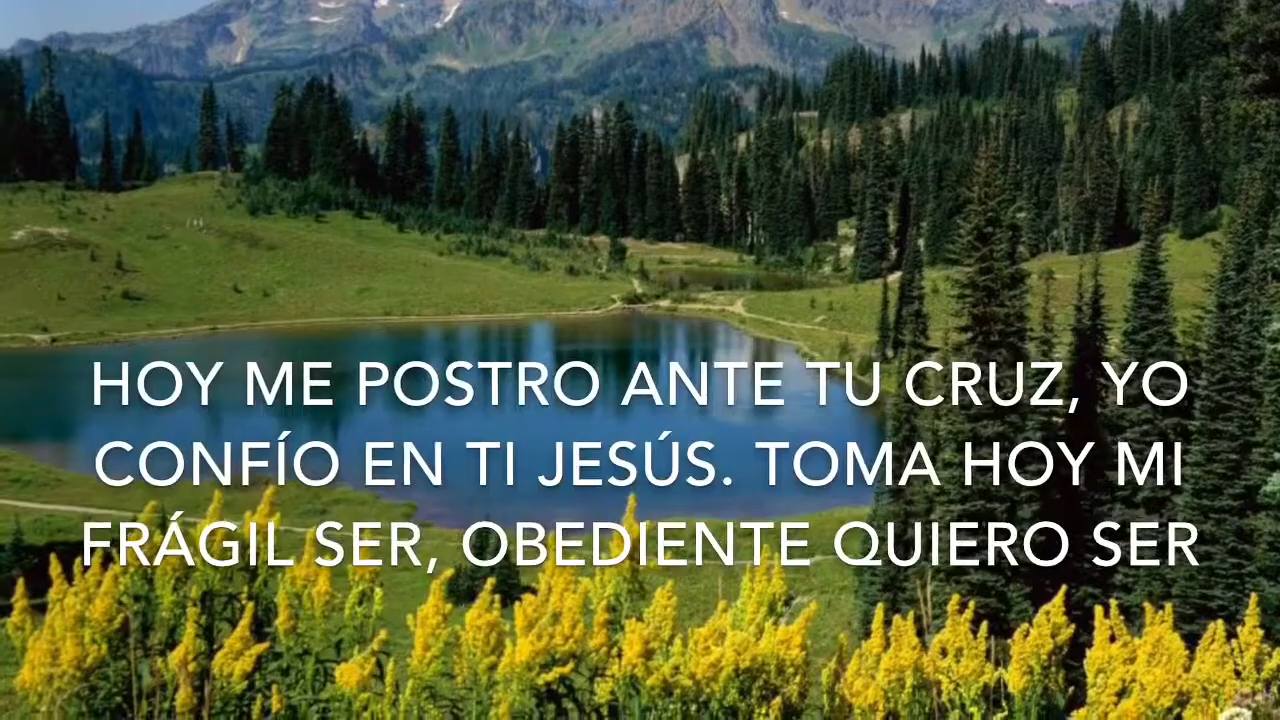 HOY ME POSTRO ANTE TU CRUZ, YO
CONFÍO EN TI JESÚS. TOMA HOY MI
FRÁGIL SER, OBEDIENTE QUIERO SER